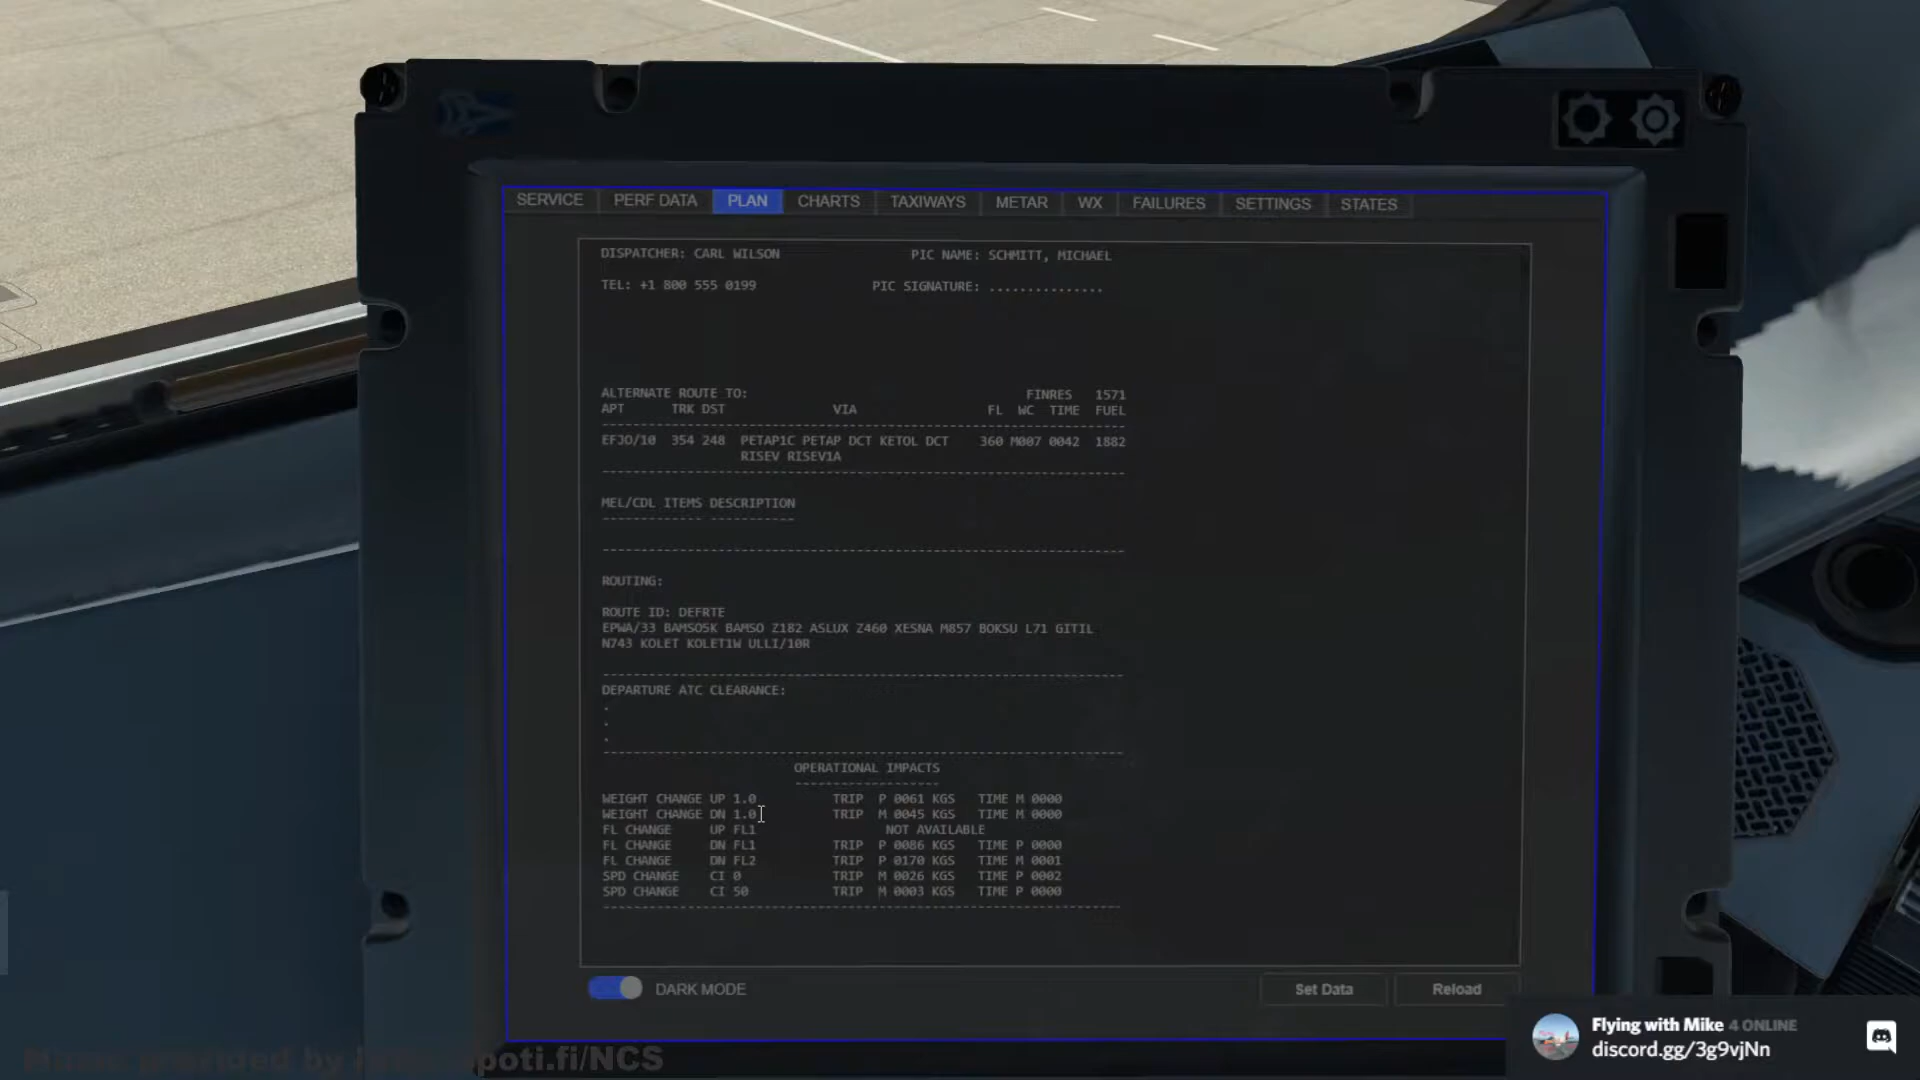 SERVICE PERF DATA PLAN CHARTS TAXIWAYS METAR WX FAILURES SETTINGS STATES
DISPATCHER: CARL WILSON PIC NAME: SCHMITT, MICHAEL
TEL: +1 800 555 0199 PIC SIGNATURE: ...............
ALTERNATE ROUTE TO: FINRES 1571
APT TRK DST VIA FL WC TIME FUEL
EFJO/10 354 248 PETAP1C PETAP DCT KETOL DCT 360 M007 0042 1882
RISEV RISEV1A
MEL/CDL ITEMS DESCRIPTION
ROUTING:
ROUTE ID: DEFRTE
EPWA/33 BAMSO5K BAMSO Z182 ASLUX Z460 XESNA M857 BOKSU L71 GITIL
N743 KOLET KOLET1W ULLI/10R
DEPARTURE ATC CLEARANCE:
.
.
.
OPERATIONAL IMPACTS
WEIGHT CHANGE UP 1.0 TRIP P 0061 KGS TIME M 0000
WEIGHT CHANGE DN 1.0 TRIP M 0045 KGS TIME M 0000
FL CHANGE UP FL1 NOT AVAILABLE
FL CHANGE DN FL1 TRIP P 0086 KGS TIME P 0000
FL CHANGE DN FL2 TRIP P 0170 KGS TIME M 0001
SPD CHANGE CI 0 TRIP M 0026 KGS TIME P 0002
SPD CHANGE CI 50 TRIP M 0003 KGS TIME P 0000
DARK MODE Set Data Reload
Flying with Mike 4 ONLINE
discord.gg/3g9vjNn
Music provided by poti.fi/NCS